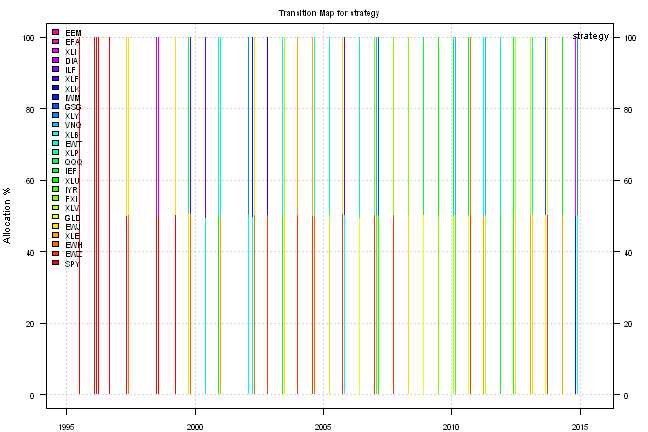 Transition Map for strategy
strategy
EEM
EFA
XLI
DIA
ILF
XLF
XLK
IWM
GSG
XLY
VNQ
XLB
EWT
XLP
QQQ
IEF
XLU
IYR
FXI
XLV
GLD
EWJ
XLE
EWH
EWZ
SPY
Allocation %
100
80
60
40
20
0
100
80
60
40
20
0
1995
2000
2005
2010
2015